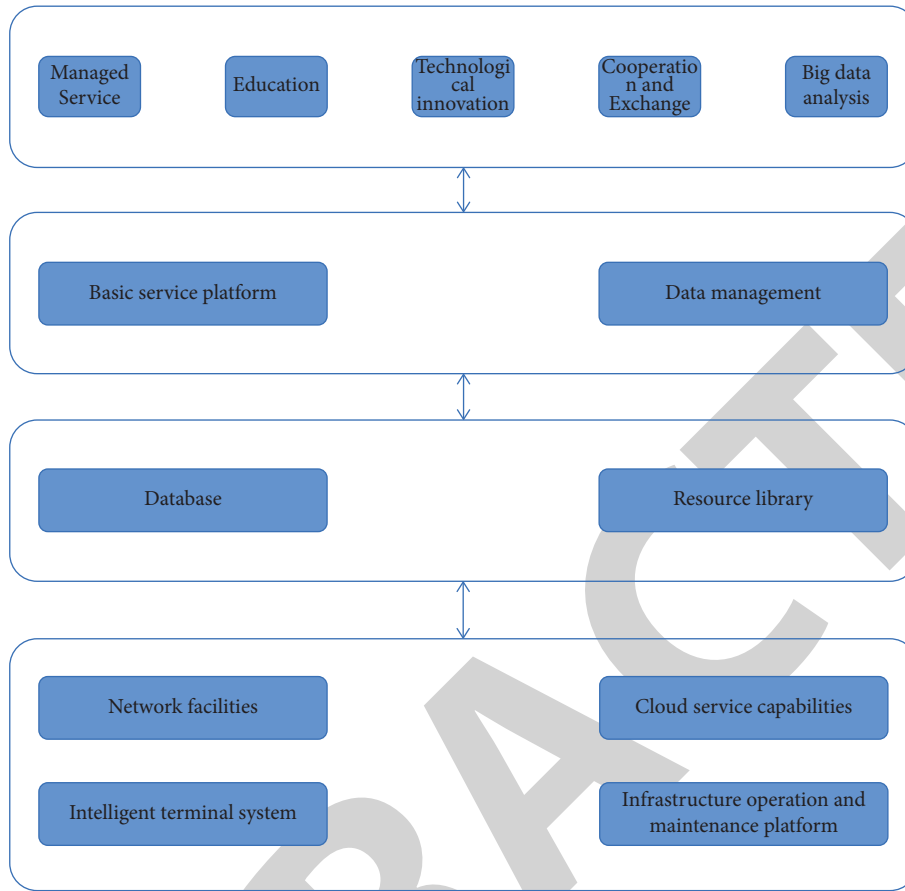 Managed
Service
Education
Technologi
cal
innovation
Cooperatio
n and
Exchange
Big data
analysis
Basic service platform
Data management
Database
Resource library
Network facilities
Cloud service capabilities
Intelligent terminal system
Infrastructure operation and
maintenance platform